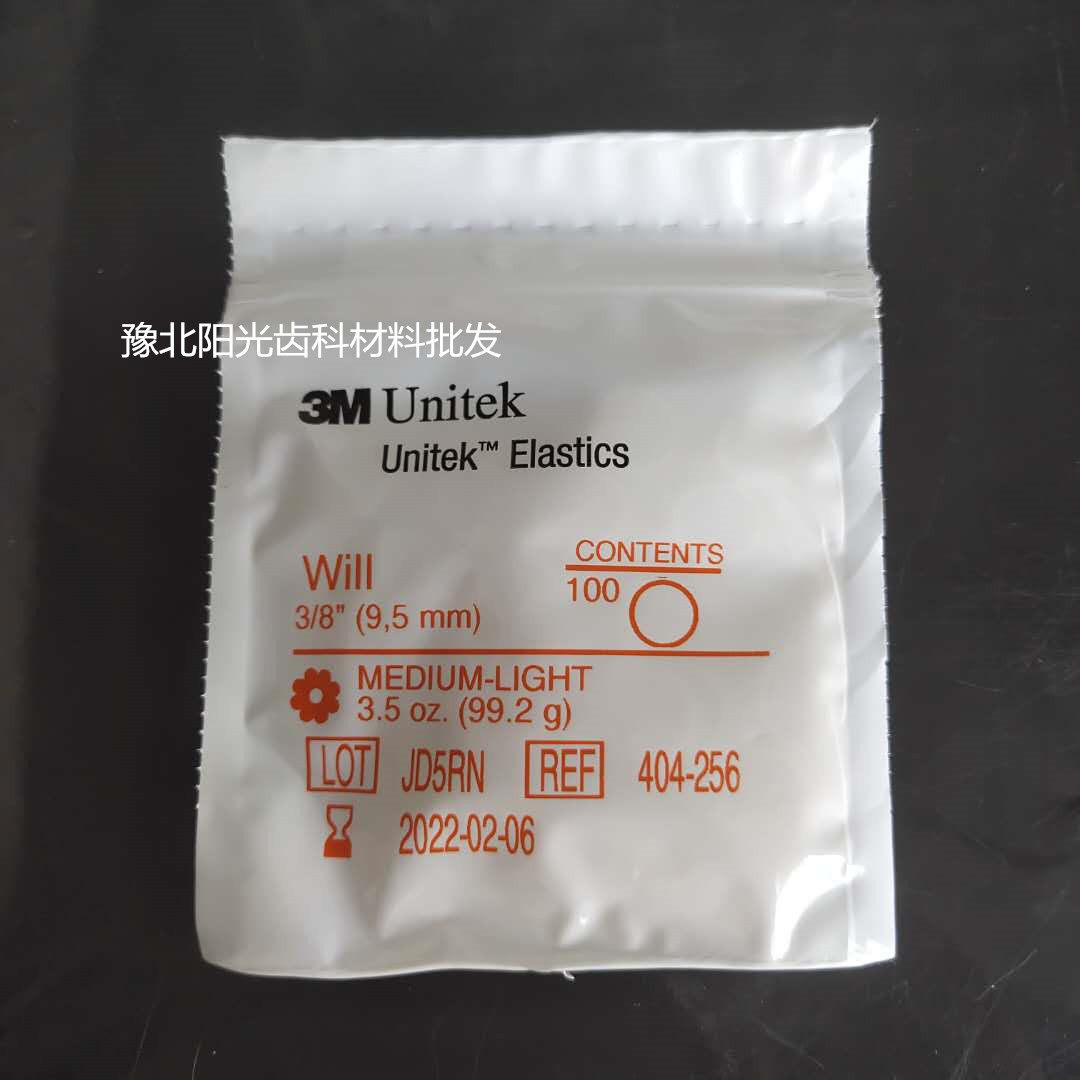 豫北阳光齿科材料批发
3M Unitek
Unitek™ Elastics
Will
3/8" (9,5 mm)
CONTENTS
100
MEDIUM-LIGHT
3.5 oz. (99.2 g)
LOT JD5RN REF 404-256
2022-02-06